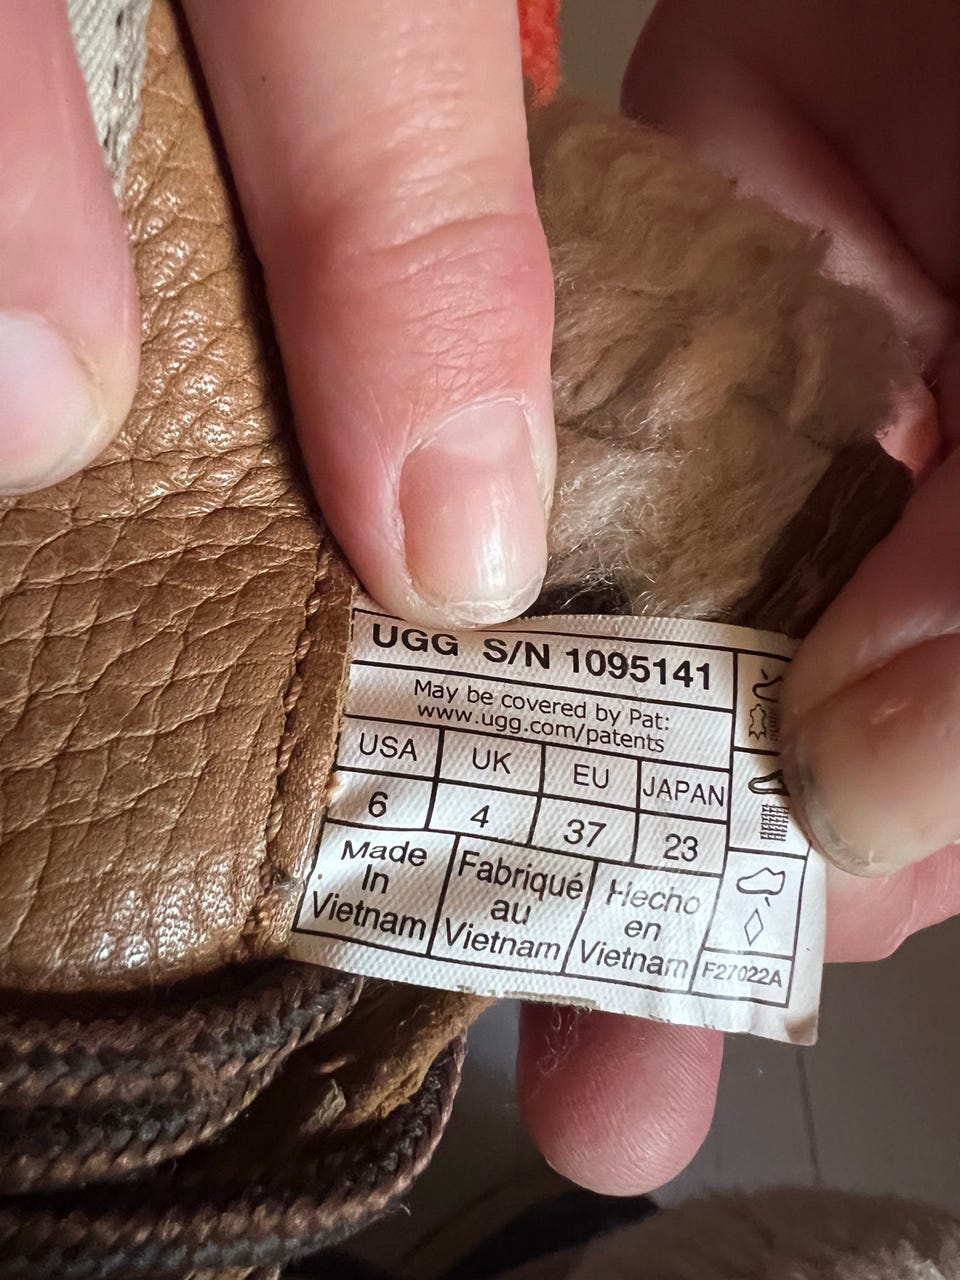 UGG S/N 1095141
May be covered by Pat:
www.ugg.com/patents
USA UK EU JAPAN
6 4 37 23
Made
In
Vietnam
Fabriqué
au
Vietnam
Hecho
en
Vietnam
F27022A